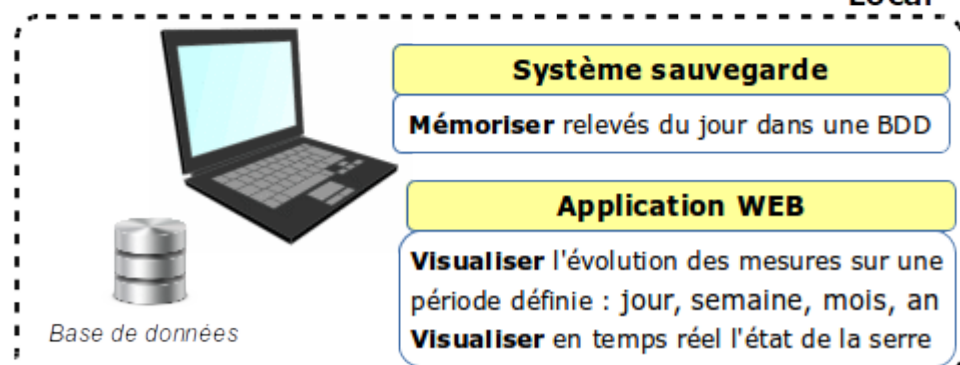 Local
Système sauvegarde
Mémoriser relevés du jour dans une BDD
Application WEB
Visualiser l'évolution des mesures sur une
période définie : jour, semaine, mois, an
Visualiser en temps réel l'état de la serre
Base de données